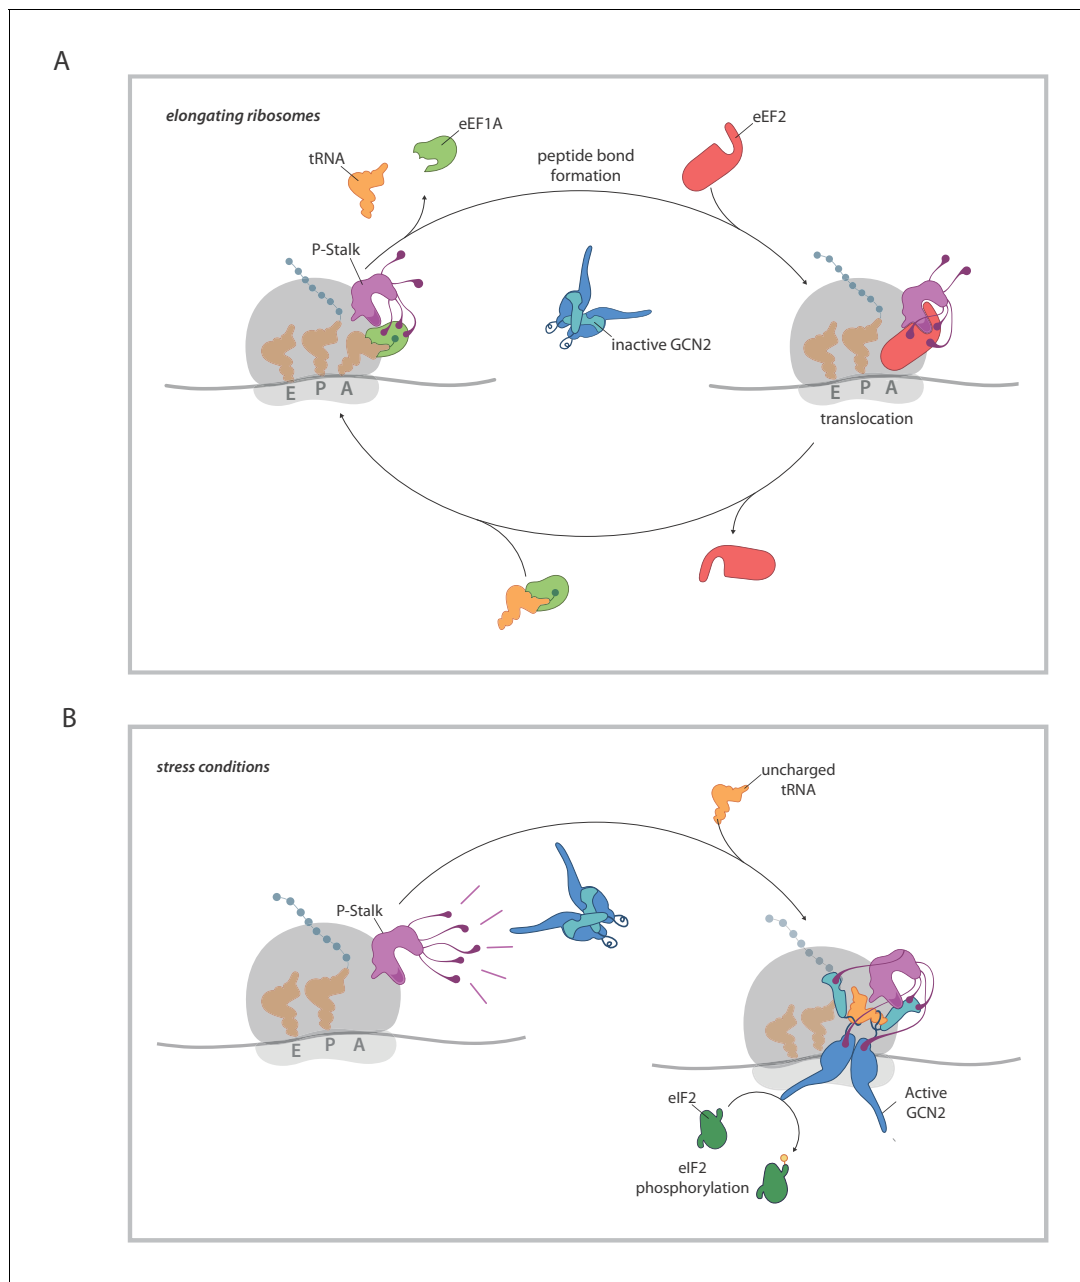 A
elongating ribosomes
eEF1A
eEF2
tRNA
peptide bond
formation
P-Stalk
inactive GCN2
E P A
E P A
translocation
B
stress conditions
uncharged
tRNA
P-Stalk
E P A
Active
GCN2
eIF2
eIF2
phosphorylation